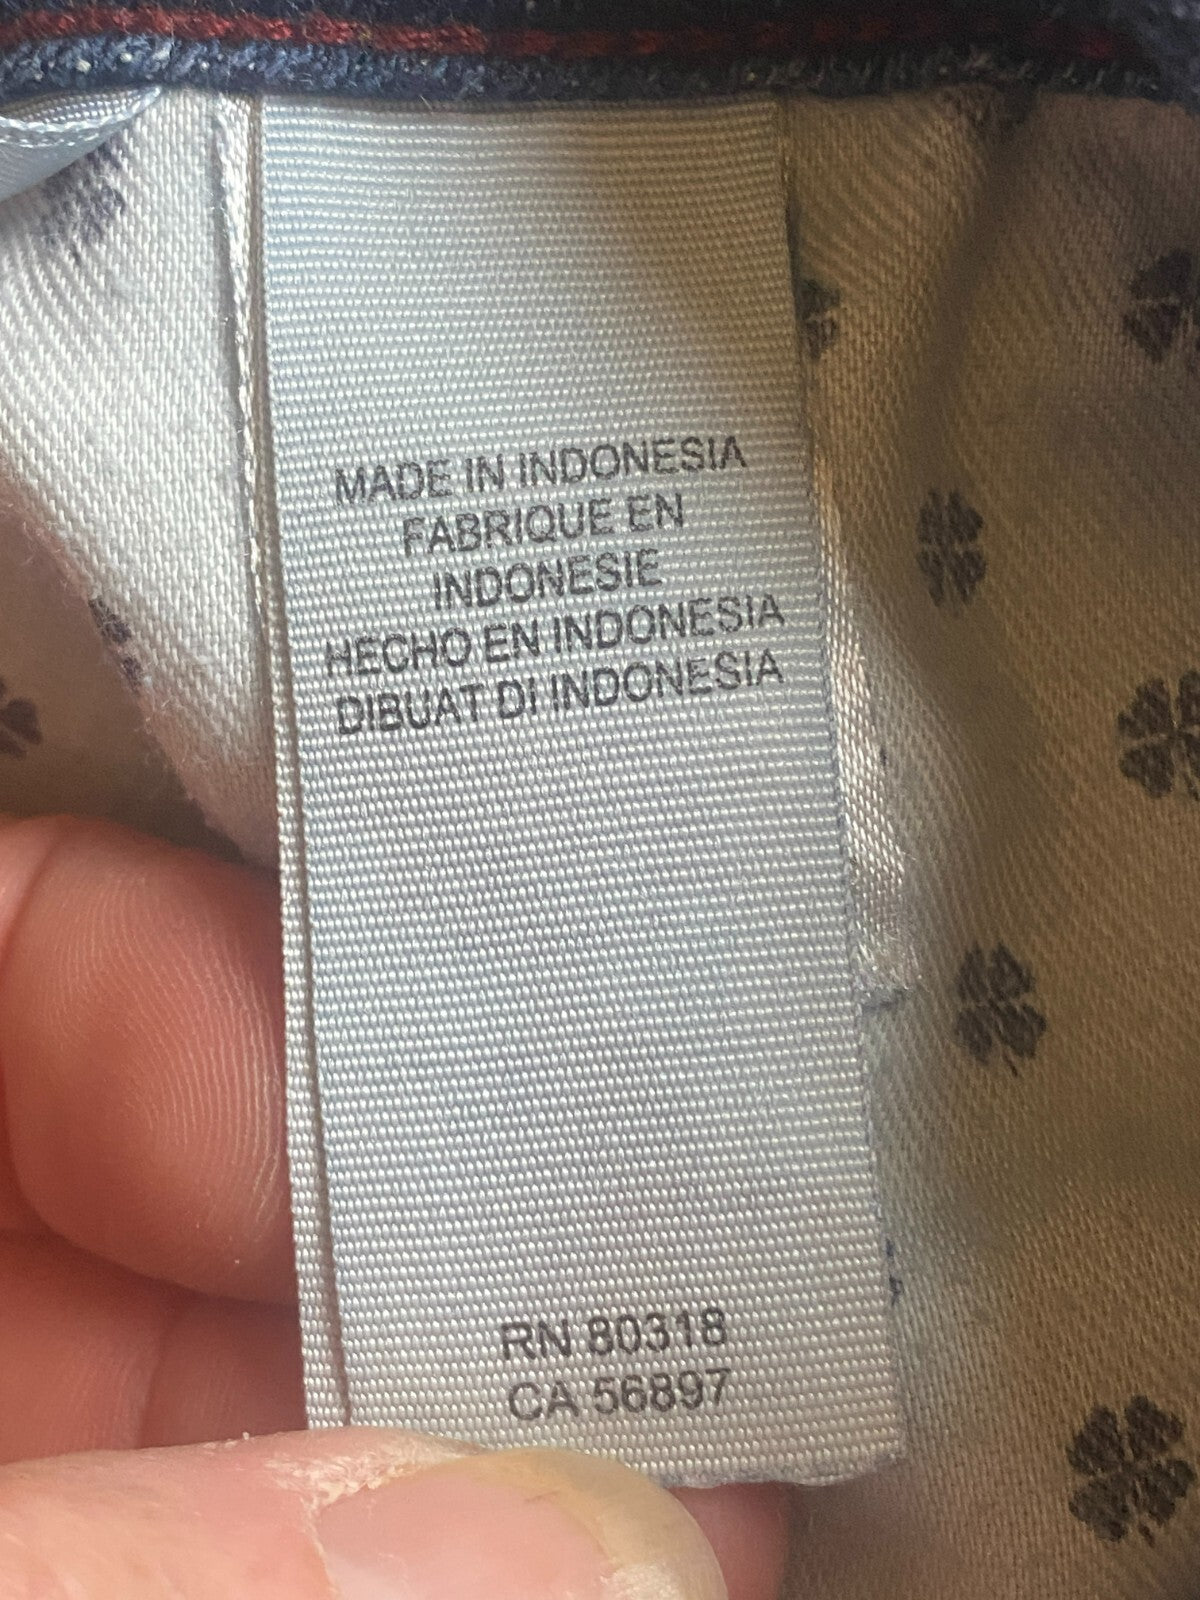 MADE IN INDONESIA
FABRIQUE EN
INDONESIE
HECHO EN INDONESIA
DIBUAT DI INDONESIA
RN 80318
CA 56897